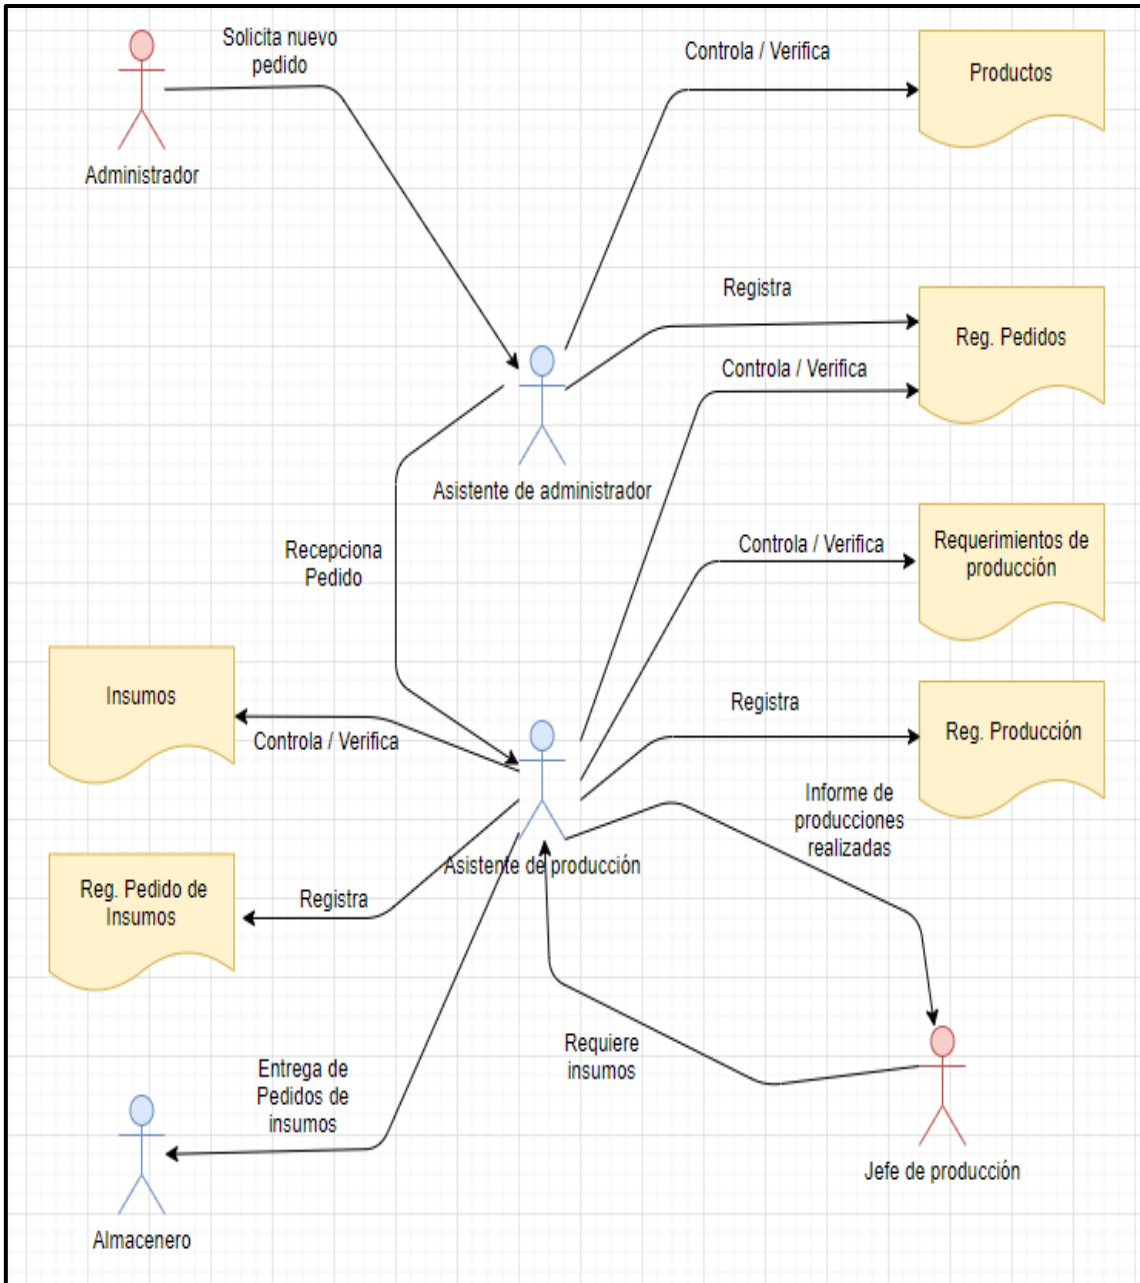 Solicita nuevo
pedido
Controla / Verifica
Productos
Administrador
Registra
Reg. Pedidos
Controla / Verifica
Asistente de administrador
Recepciona
Pedido
Controla / Verifica
Requerimientos de
producción
Insumos
Controla / Verifica
Registra
Reg. Producción
Informe de
producciones
realizadas
Asistente de producción
Reg. Pedido de
Insumos
Registra
Requiere
insumos
Entrega de
Pedidos de
insumos
Jefe de producción
Almacenero